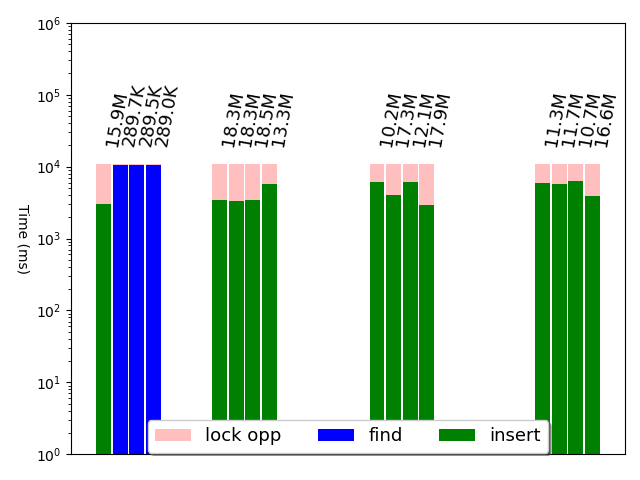 10^6
10^5
10^4
10^3
10^2
10^1
10^0
Time (ms)
15.9M
289.7K
289.5K
289.0K
18.3M
18.3M
18.5M
13.3M
10.2M
17.3M
12.1M
17.9M
11.3M
11.7M
10.7M
16.6M
lock opp find insert